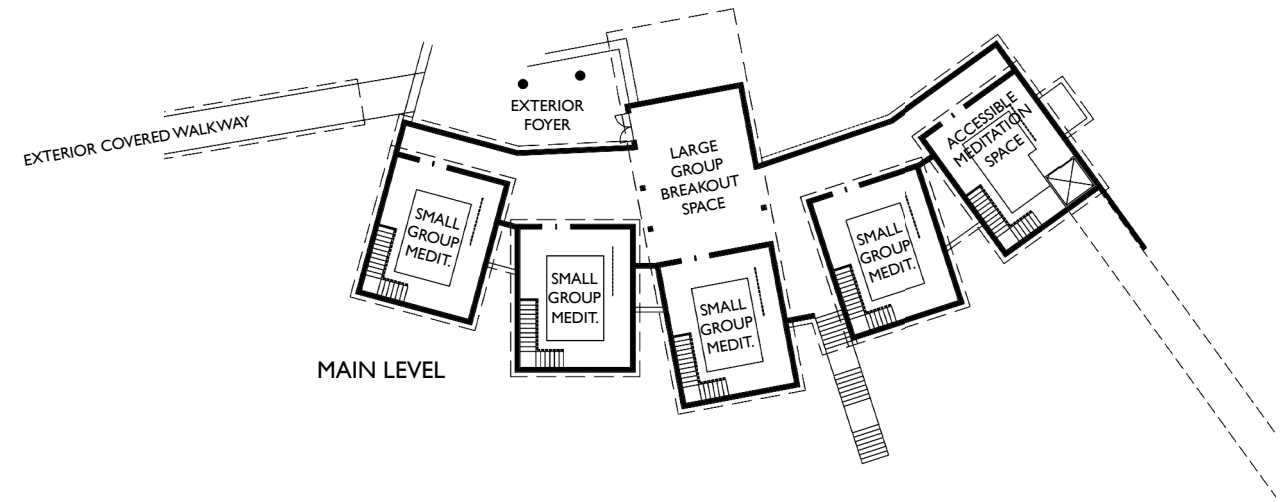 EXTERIOR COVERED WALKWAY
EXTERIOR
FOYER
LARGE
GROUP
BREAKOUT
SPACE
ACCESSIBLE
MEDITATION
SPACE
SMALL
GROUP
MEDIT.
SMALL
GROUP
MEDIT.
SMALL
GROUP
MEDIT.
SMALL
GROUP
MEDIT.
MAIN LEVEL